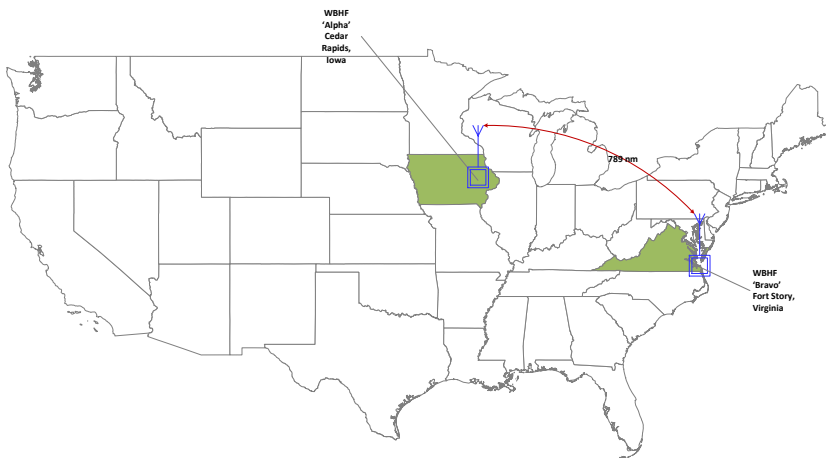 WBHF
‘Alpha’
Cedar
Rapids,
Iowa
789 nm
WBHF
‘Bravo’
Fort Story,
Virginia